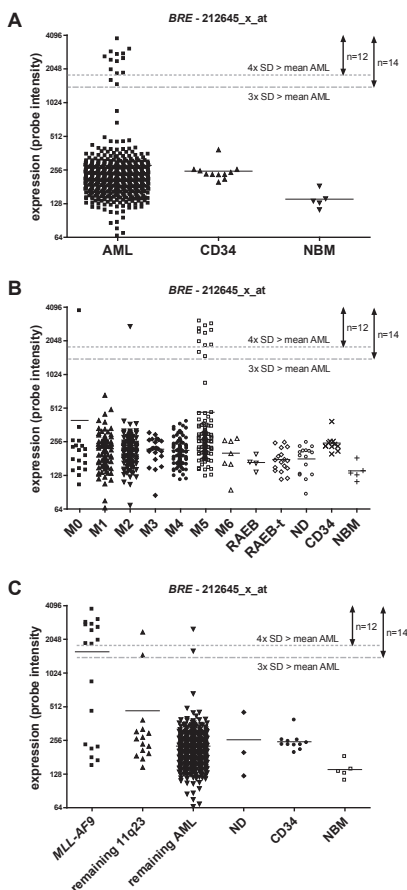 A
BRE - 212645_x_at
expression (probe intensity)
4096
2048
1024
512
256
128
64
4x SD > mean AML
3x SD > mean AML
n=12
n=14
AML
CD34
NBM
B
BRE - 212645_x_at
expression (probe intensity)
4096
2048
1024
512
256
128
64
4x SD > mean AML
3x SD > mean AML
n=12
n=14
M0
M1
M2
M3
M4
M5
M6
RAEB
RAEB-t
ND
CD34
NBM
C
BRE - 212645_x_at
expression (probe intensity
4096
2048
1024
512
256
128
64
4x SD > mean AML
3x SD > mean AML
n=12
n=14
MLL-AF9
remaining 11q23
remaining AML
ND
CD34
NBM